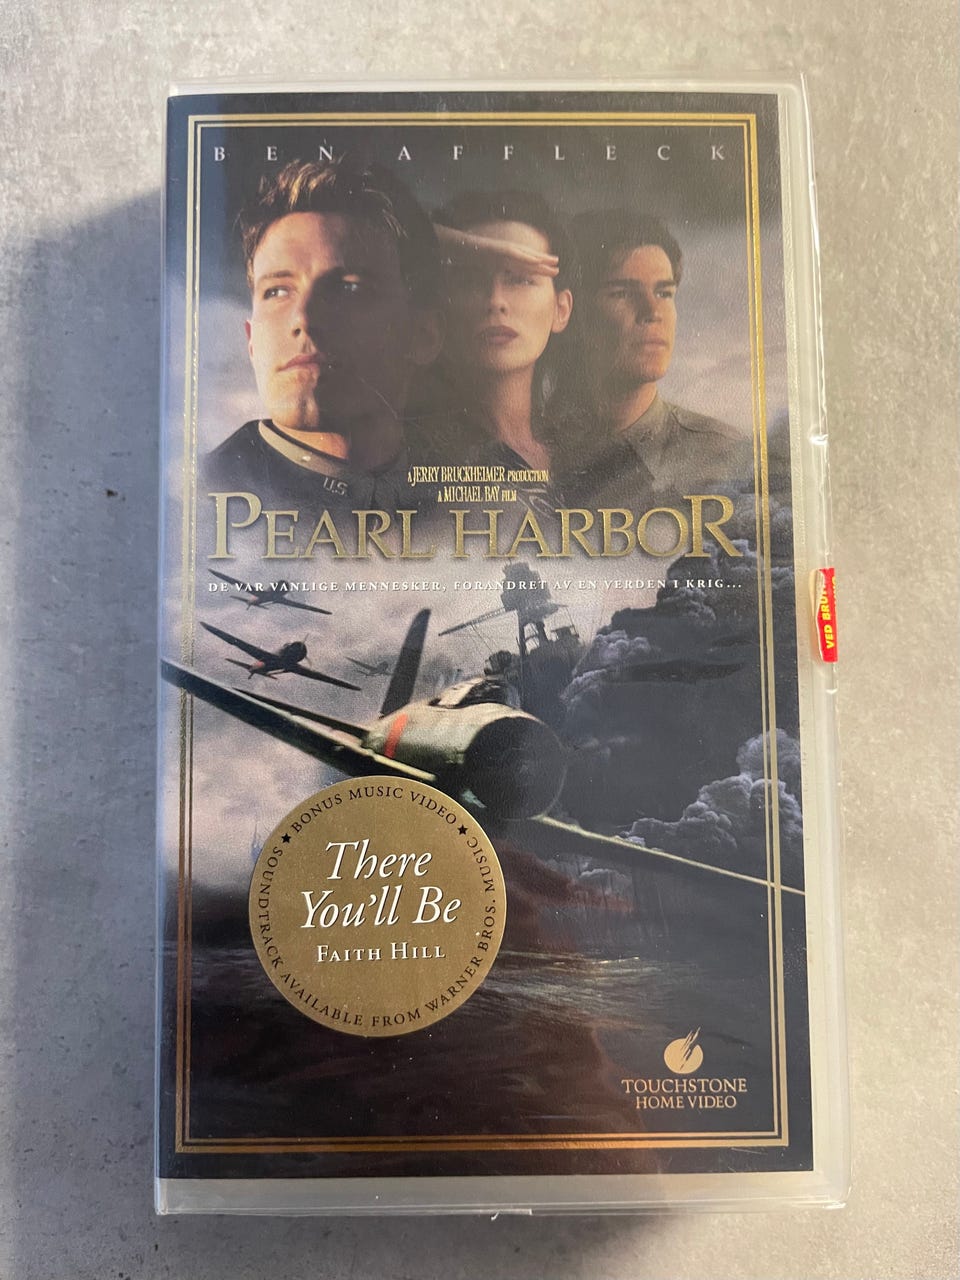 BEN AFFLECK
U.S.
A JERRY BRUCKHEIMER PRODUCTION
A MICHAEL BAY FILM
PEARL HARBOR
DE VAR VANLIGE MENNESKER, FORANDRET AV EN VERDEN I KRIG...
VED
★ BONUS MUSIC VIDEO ★
SOUNDTRACK AVAILABLE FROM WARNER BROS. MUSIC.
There
You'll Be
FAITH HILL
TOUCHSTONE
HOME VIDEO